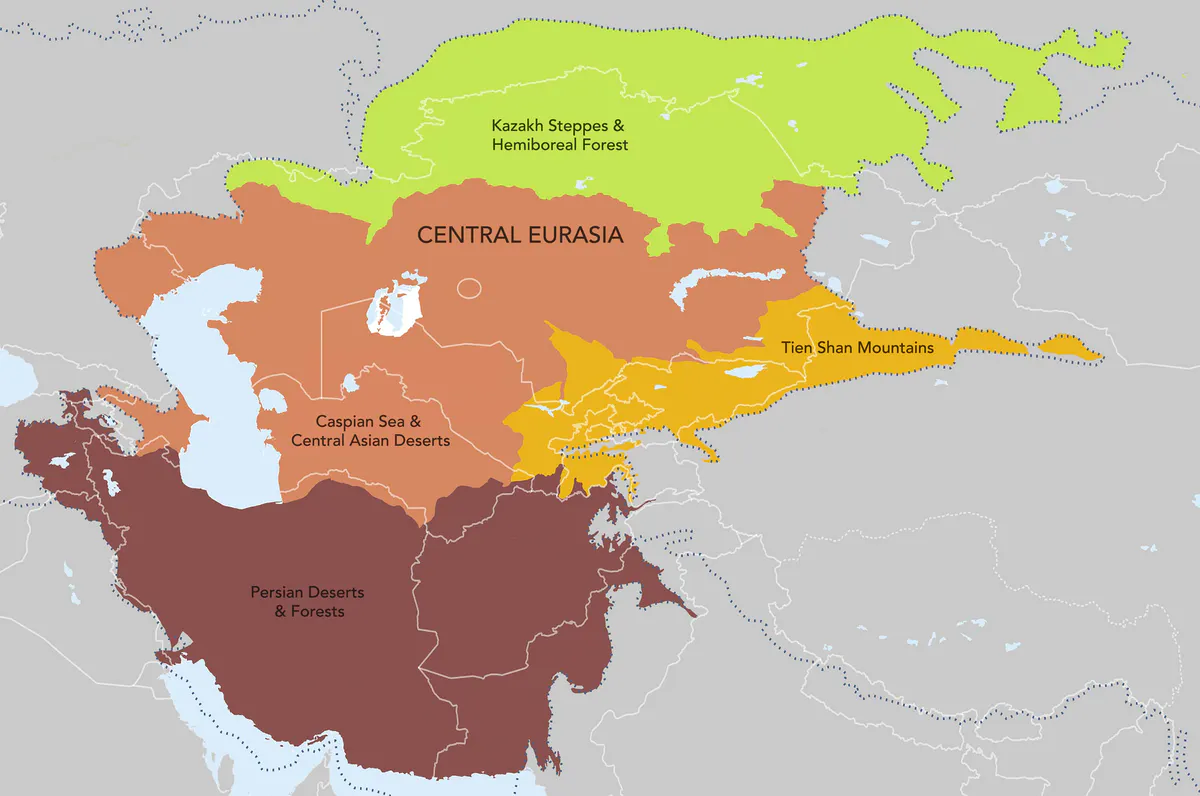 Kazakh Steppes &
Hemiboreal Forest
CENTRAL EURASIA
Tien Shan Mountains
Caspian Sea &
Central Asian Deserts
Persian Deserts
& Forests